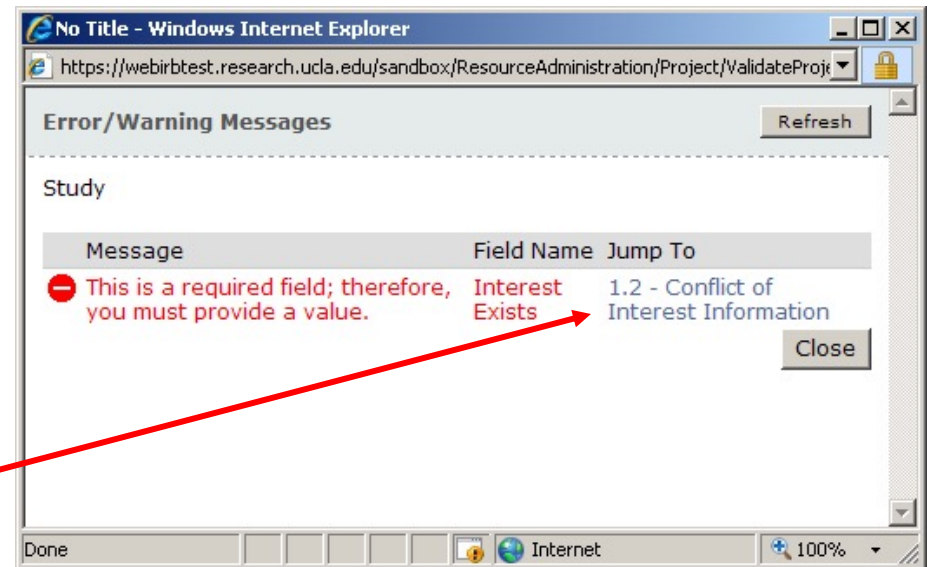 No Title - Windows Internet Explorer
https://webirbtest.research.ucla.edu/sandbox/ResourceAdministration/Project/ValidateProje
Error/Warning Messages
Refresh
Study
Message Field Name Jump To
This is a required field; therefore, Interest 1.2 - Conflict of
you must provide a value. Exists Interest Information
Close
Done Internet 100%